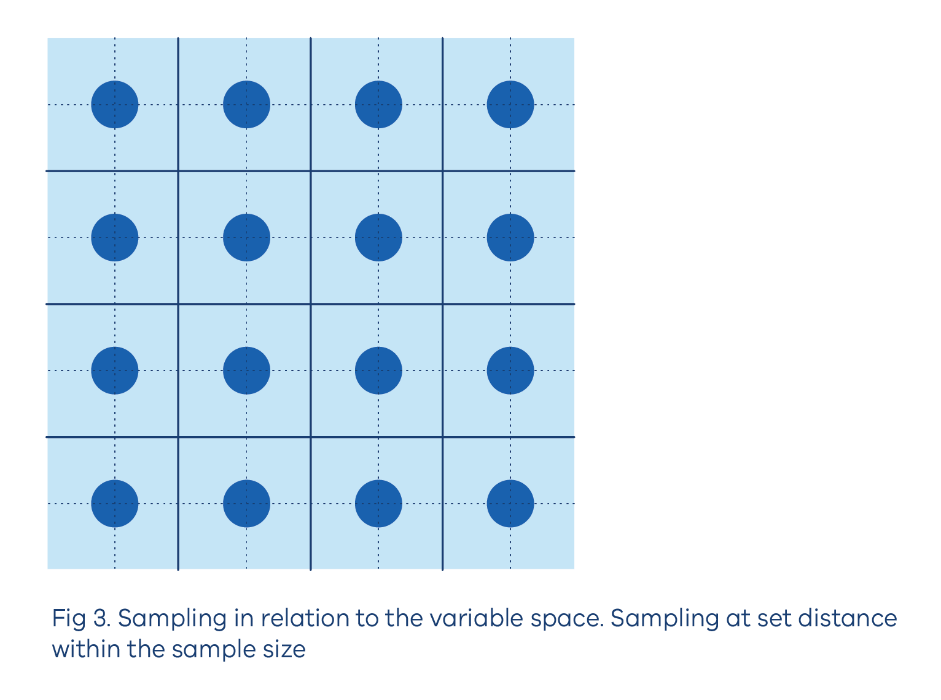 Fig 3. Sampling in relation to the variable space. Sampling at set distance
within the sample size